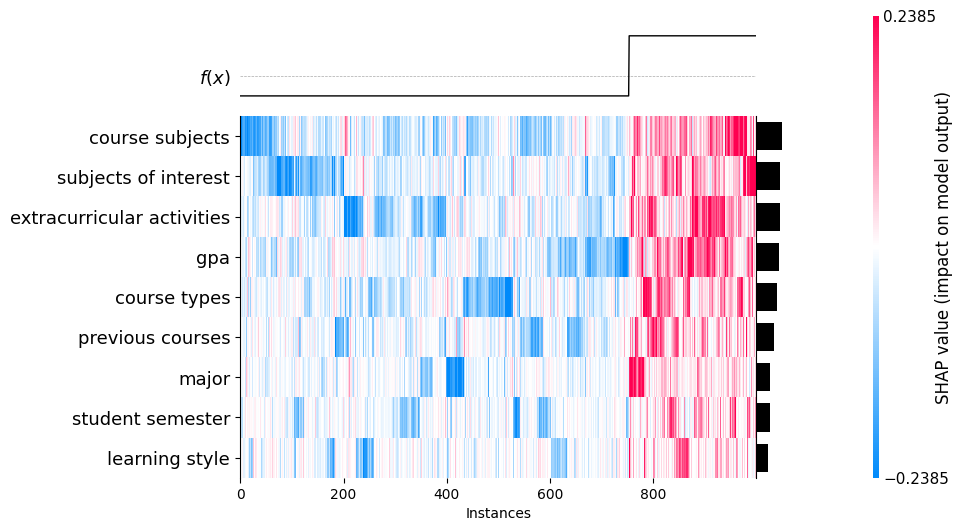 0.2385
f(x)
course subjects
subjects of interest
extracurricular activities
gpa
course types
previous courses
major
student semester
learning style
0 200 400 600 800
Instances
SHAP value (impact on model output)
−0.2385